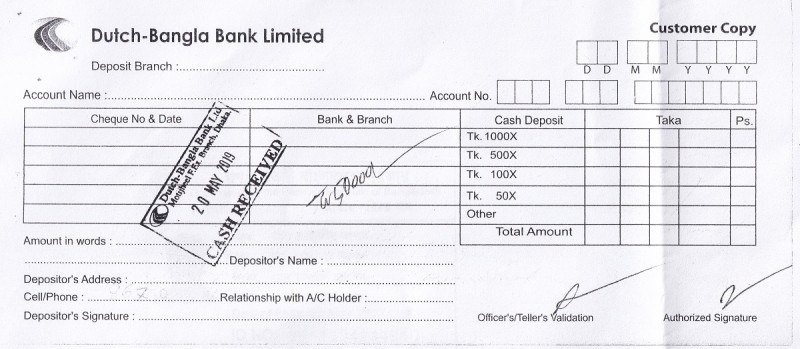 Dutch-Bangla Bank Limited
Customer Copy
Deposit Branch :
D D M M Y Y Y Y
Account Name : Account No.
Cheque No & Date Bank & Branch Cash Deposit Taka Ps.
Tk. 1000X
Tk. 500X
Tk. 100X
Tk. 50X
Other
Total Amount
Dutch-Bangla Bank Ltd
Motijheel F.Ex. Branch, Dhaka.
20 MAY 2019
CASH RECEIVED
Amount in words :
Depositor's Name :
Depositor's Address :
Cell/Phone : Relationship with A/C Holder :
Depositor's Signature : Officer's/Teller's Validation Authorized Signature